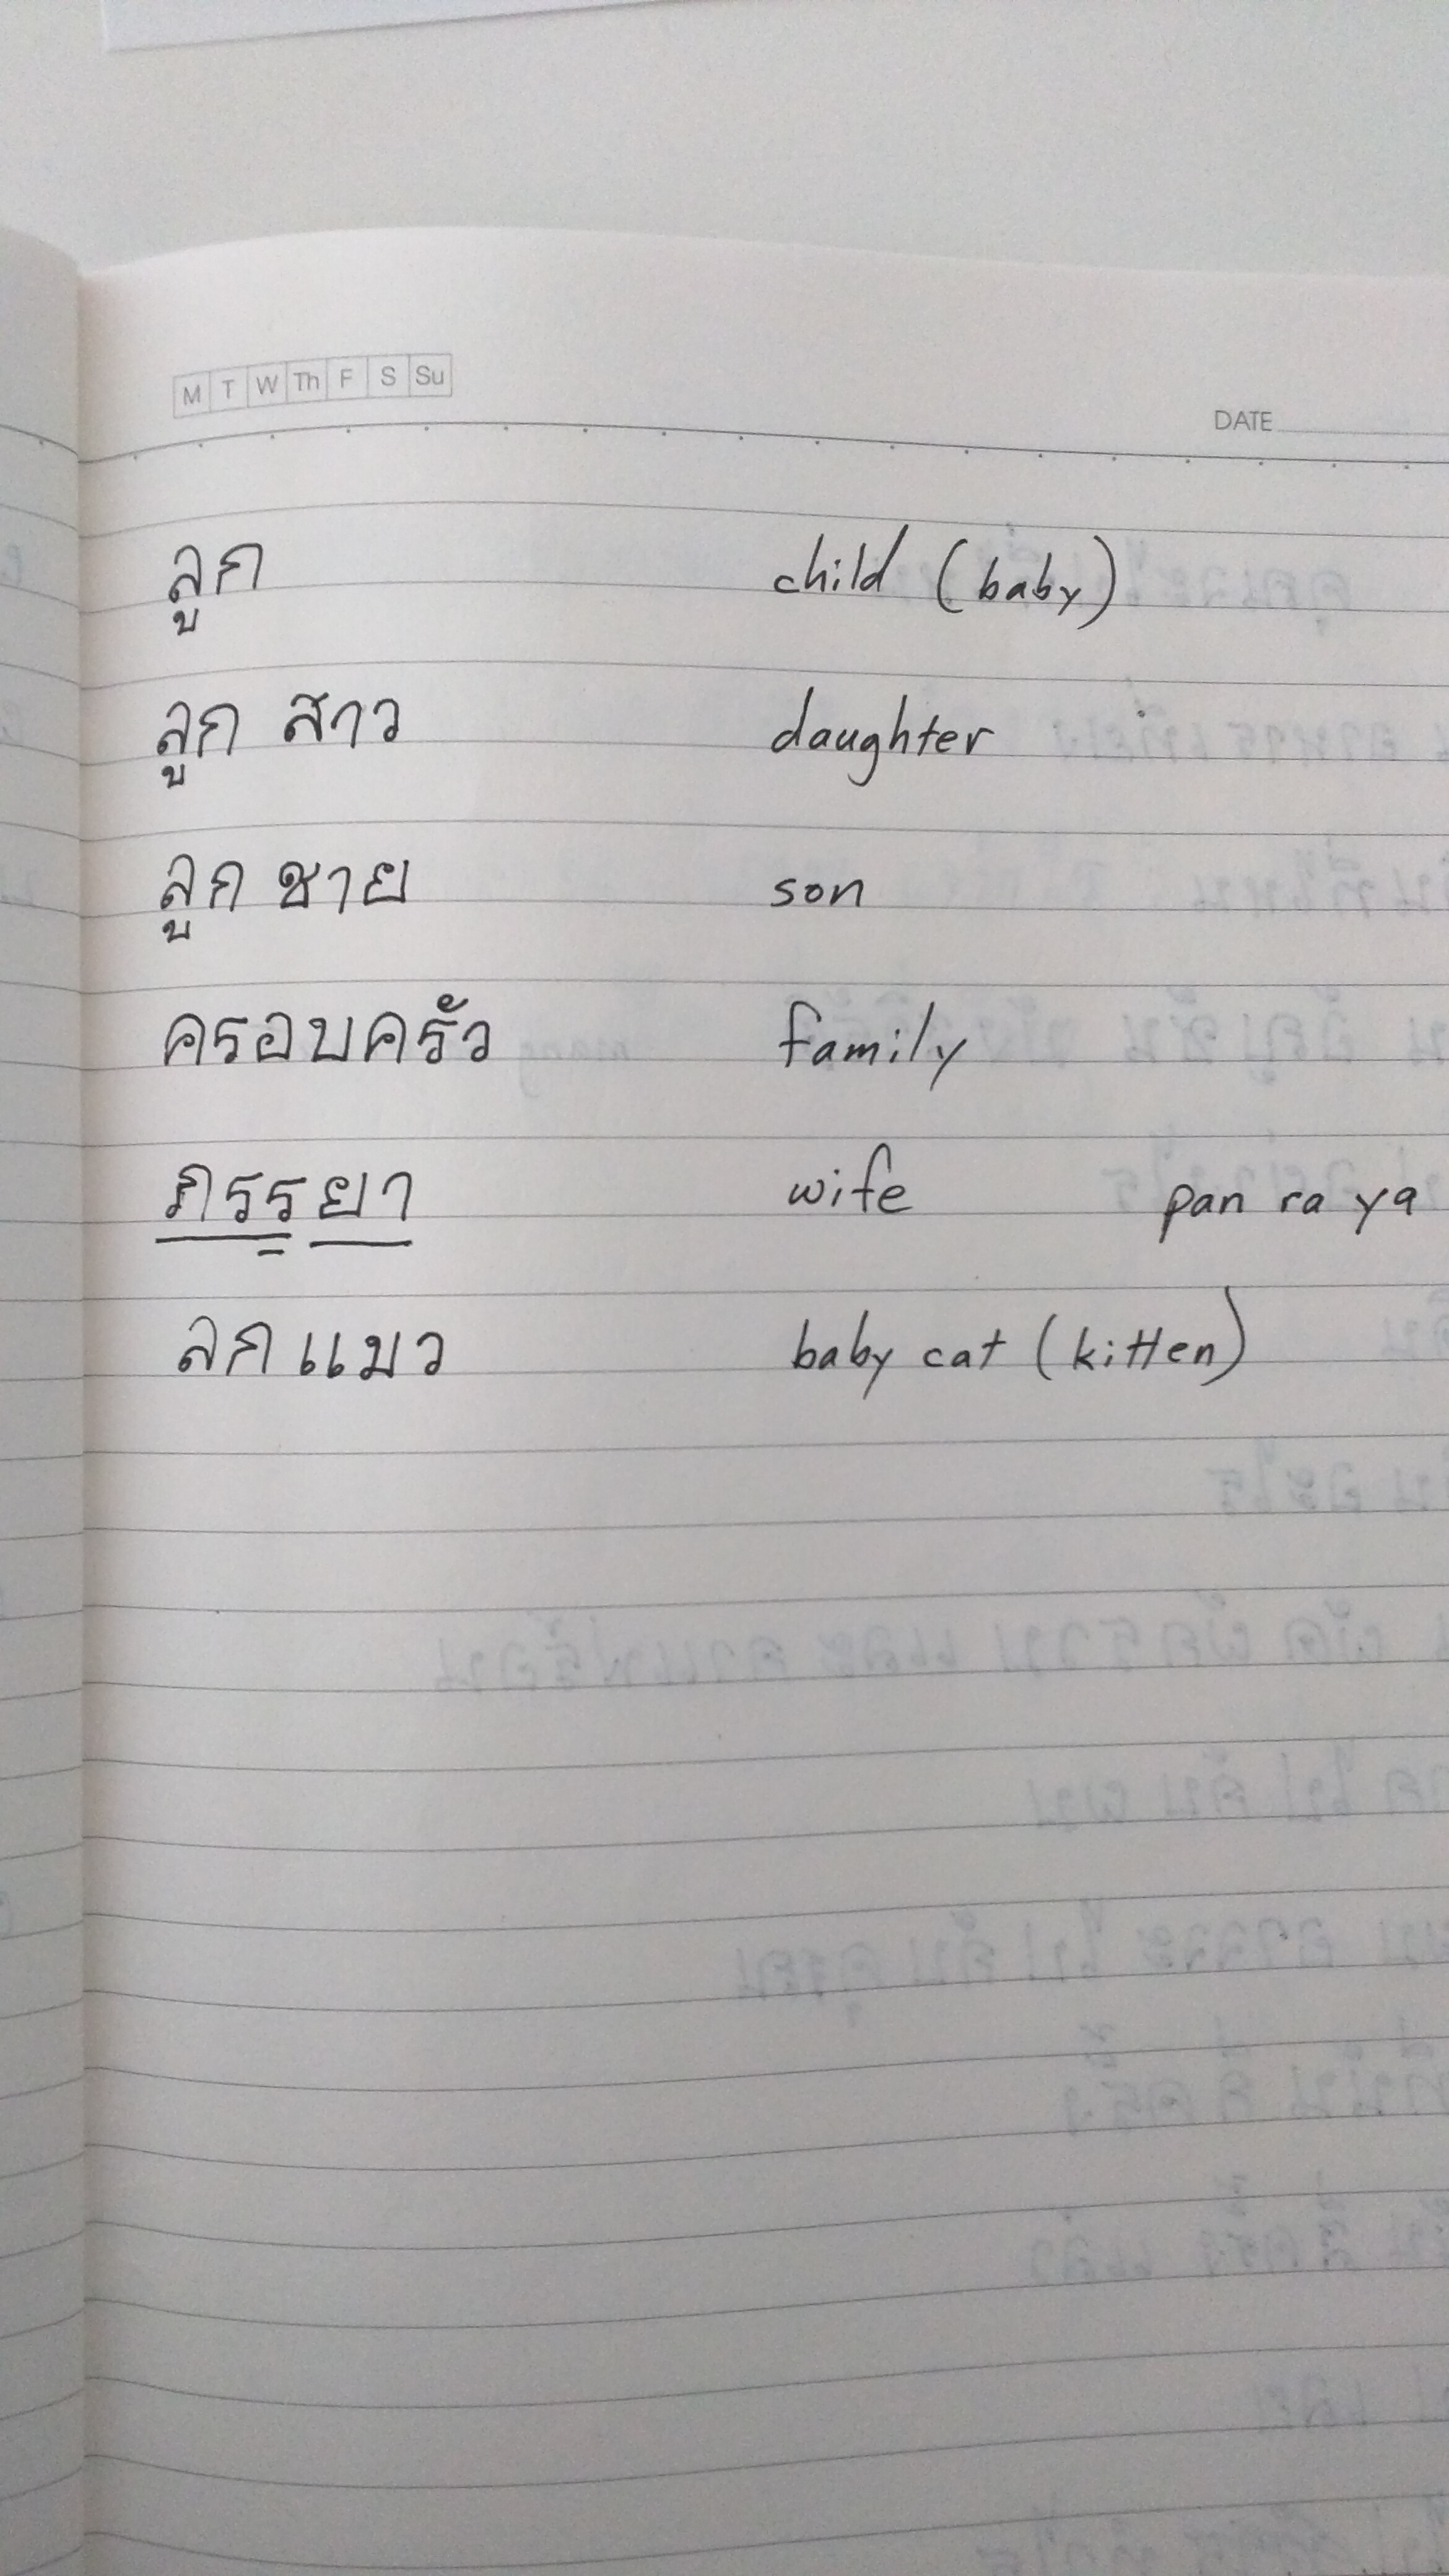 M T W Th F S Su
DATE
ลูก child (baby)
ลูก สาว daughter
ลูก ชาย son
ครอบครัว family
ภรรยา wife pan ra ya
ลก แมว baby cat (kitten)